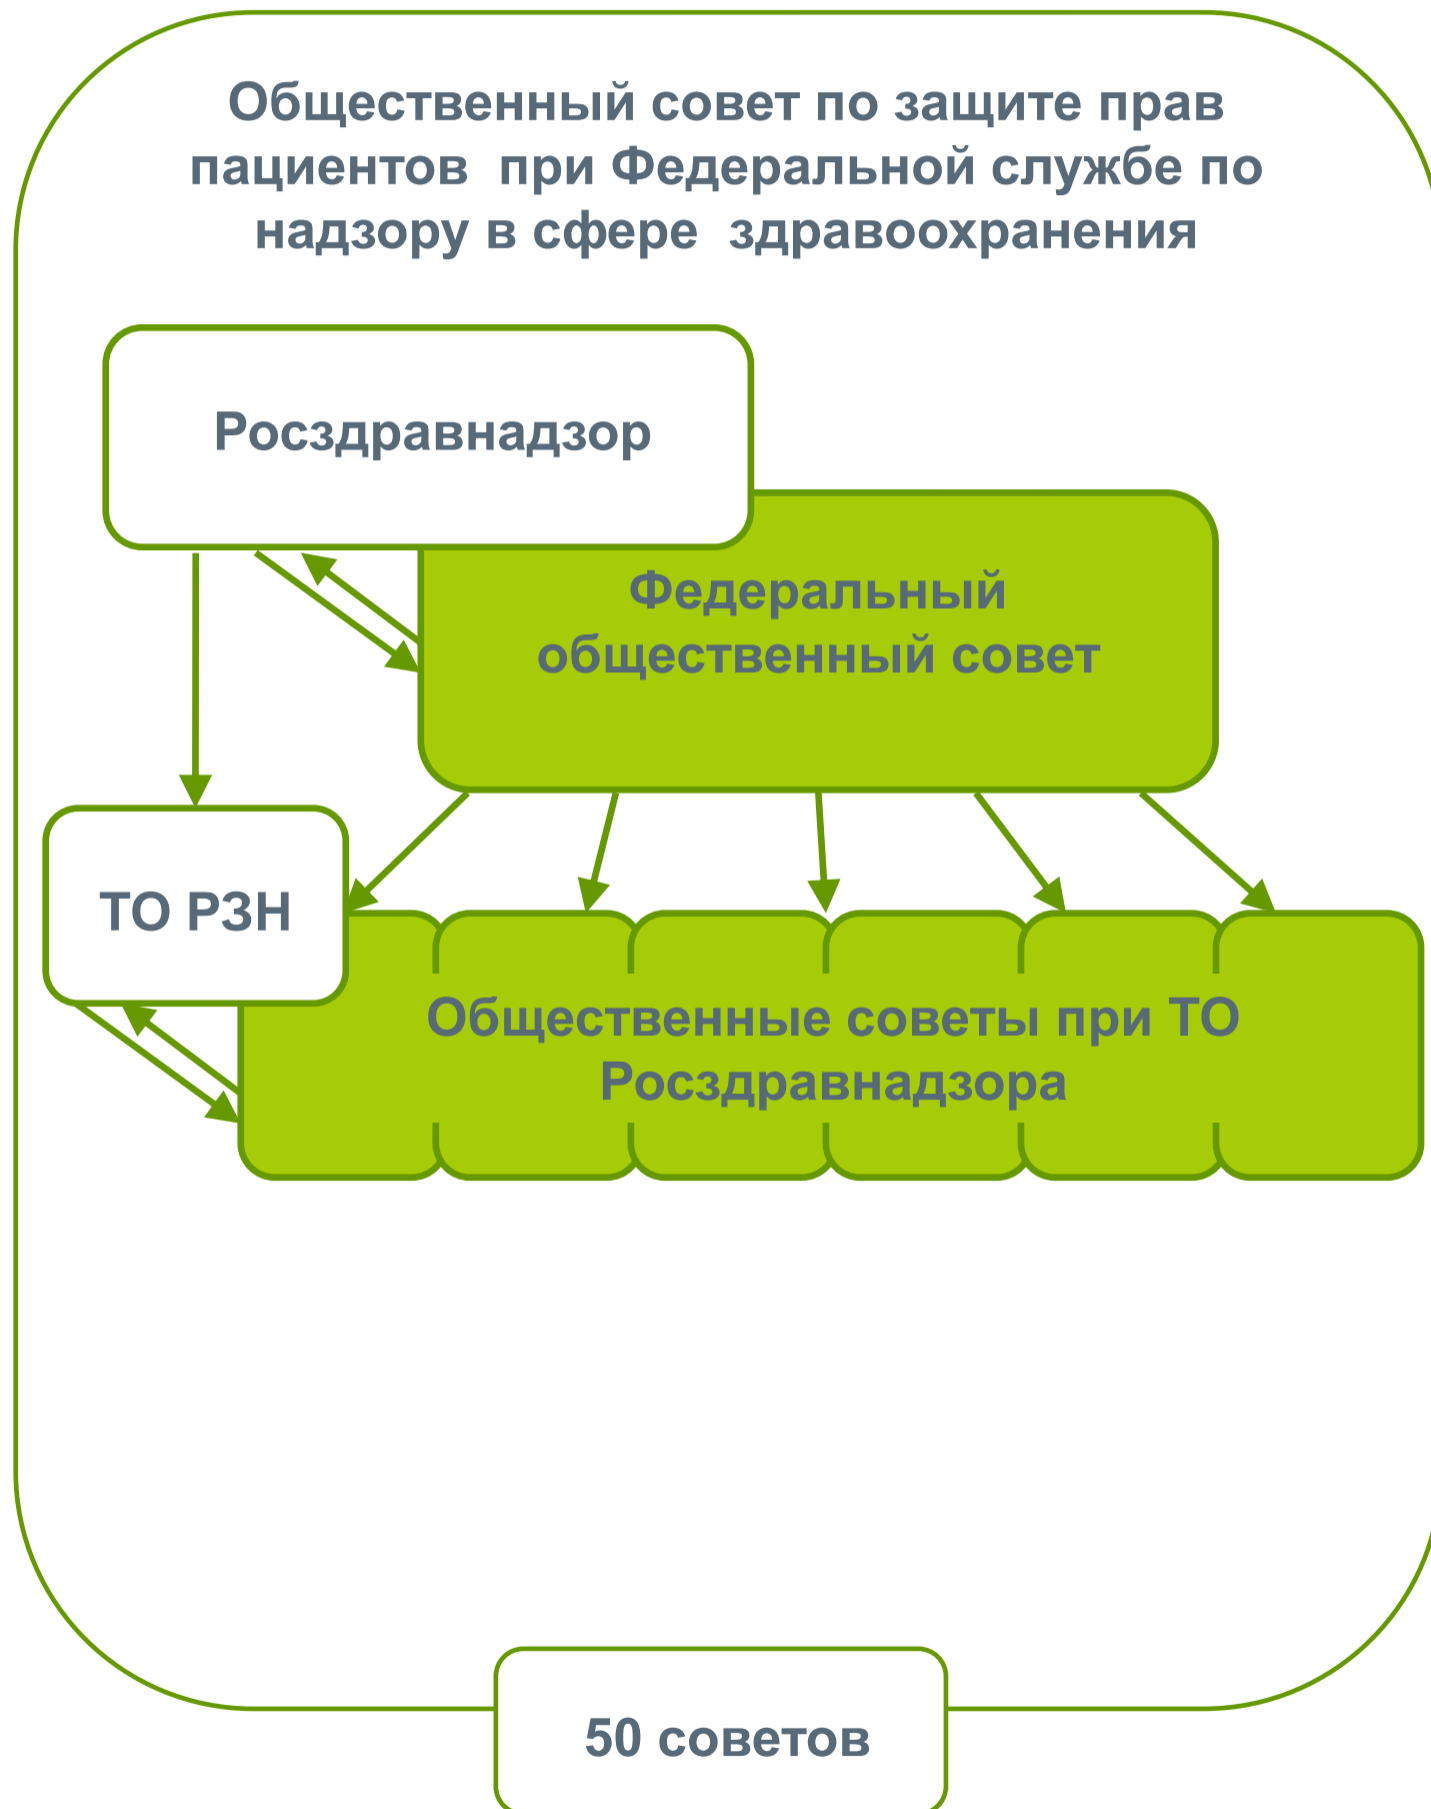 Общественный совет по защите прав
пациентов при Федеральной службе по
надзору в сфере здравоохранения
Росздравнадзор
Федеральный
общественный совет
ТО РЗН
Общественные советы при ТО
Росздравнадзора
50 советов